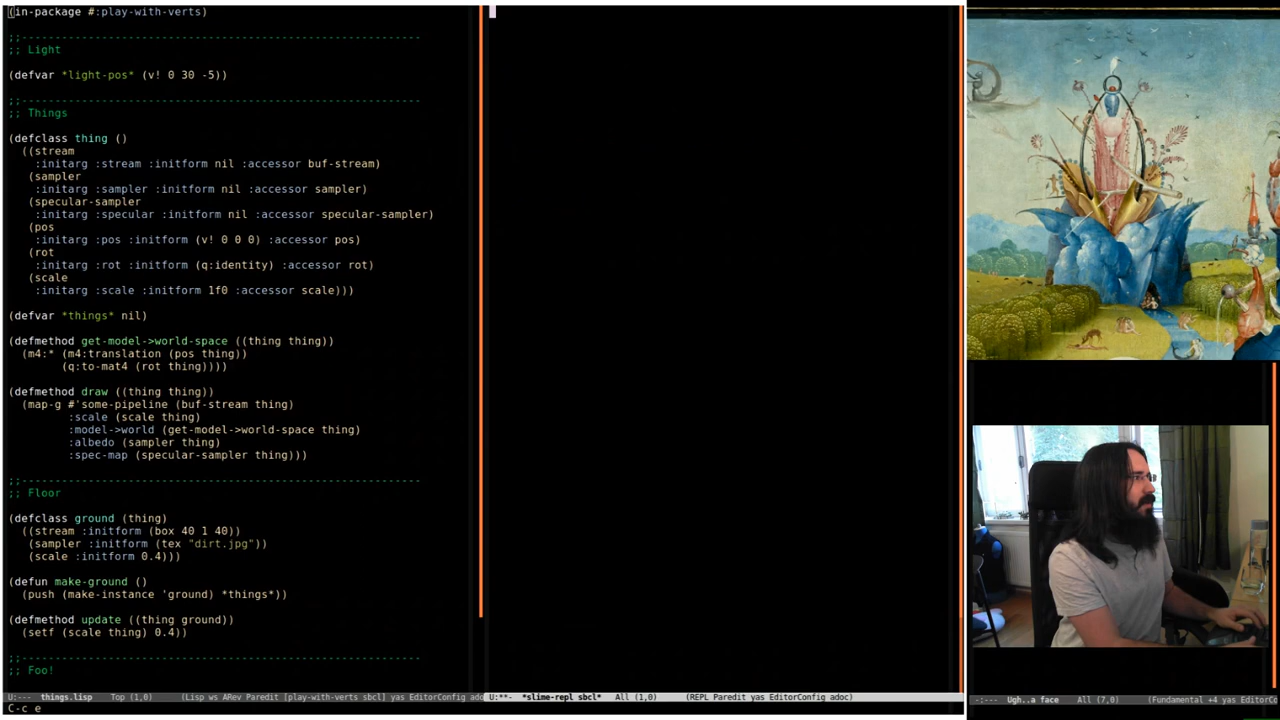 (in-package #:play-with-verts)
;;--------------------------------------------------------------
;; Light
(defvar *light-pos* (v! 0 30 -5))
;;--------------------------------------------------------------
;; Things
(defclass thing ()
((stream
:initarg :stream :initform nil :accessor buf-stream)
(sampler
:initarg :sampler :initform nil :accessor sampler)
(specular-sampler
:initarg :specular :initform nil :accessor specular-sampler)
(pos
:initarg :pos :initform (v! 0 0 0) :accessor pos)
(rot
:initarg :rot :initform (q:identity) :accessor rot)
(scale
:initarg :scale :initform 1f0 :accessor scale)))
(defvar *things* nil)
(defmethod get-model->world-space ((thing thing))
(m4:* (m4:translation (pos thing))
(q:to-mat4 (rot thing))))
(defmethod draw ((thing thing))
(map-g #'some-pipeline (buf-stream thing)
:scale (scale thing)
:model->world (get-model->world-space thing)
:albedo (sampler thing)
:spec-map (specular-sampler thing)))
;;--------------------------------------------------------------
;; Floor
(defclass ground (thing)
((stream :initform (box 40 1 40))
(sampler :initform (tex "dirt.jpg"))
(scale :initform 0.4)))
(defun make-ground ()
(push (make-instance 'ground) *things*))
(defmethod update ((thing ground))
(setf (scale thing) 0.4))
;;--------------------------------------------------------------
;; Foo!
U:--- things.lisp Top (1,0) (Lisp ws ARev Paredit [play-with-verts sbcl] yas EditorConfig adoc
C-c e
U:**- *slime-repl sbcl* All (1,0) (REPL Paredit yas EditorConfig adoc)
-:--- Ugh..a face All (7,0) (Fundamental +4 yas EditorCo